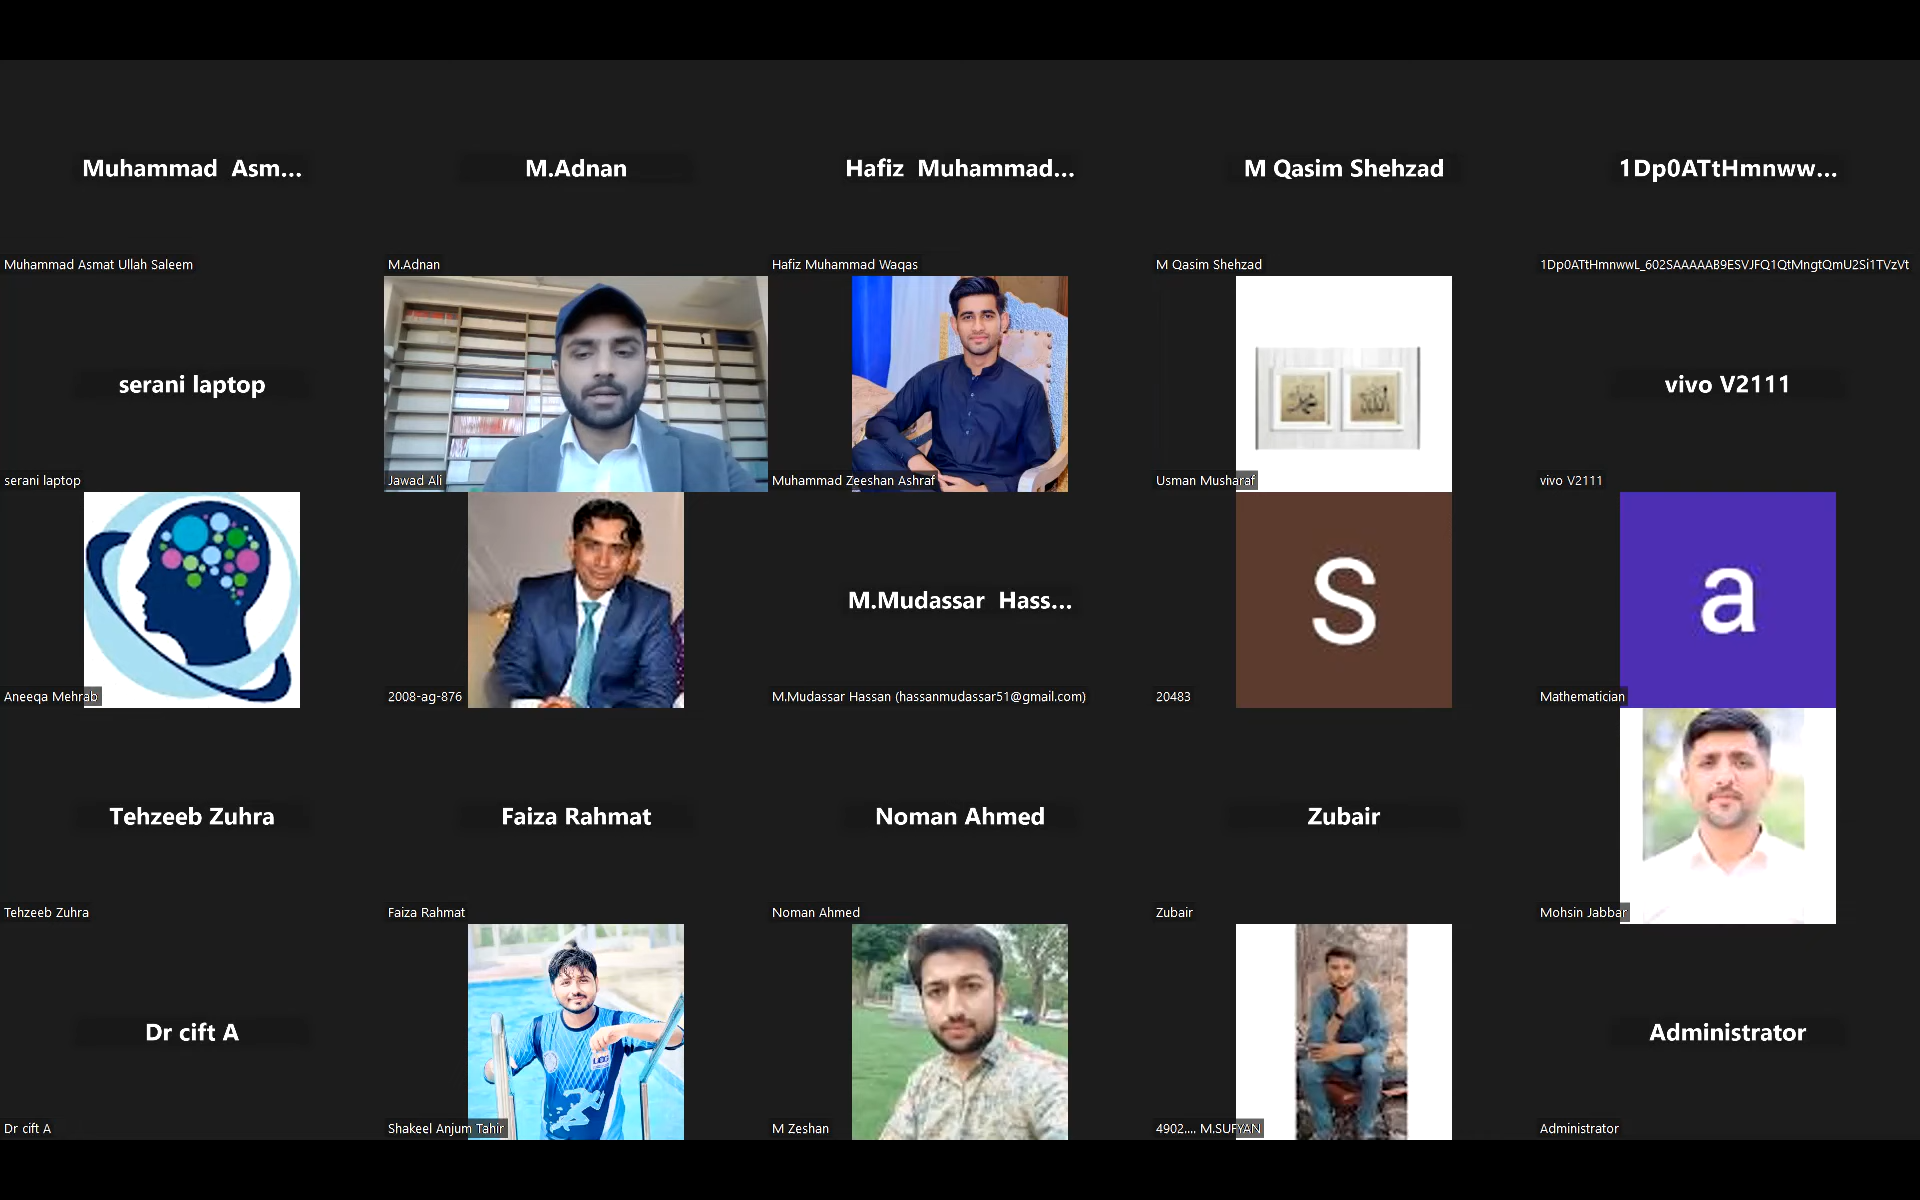 Muhammad Asm...
M.Adnan
Hafiz Muhammad...
M Qasim Shehzad
1Dp0ATtHmnww...
Muhammad Asmat Ullah Saleem
M.Adnan
Hafiz Muhammad Waqas
M Qasim Shehzad
1Dp0ATtHmnwwL_602SAAAAAB9ESVJFQ1QtMngtQmU2Si1TVzVt
serani laptop
vivo V2111
serani laptop
Jawad Ali
Muhammad Zeeshan Ashraf
Usman Musharaf
vivo V2111
M.Mudassar Hass...
S
a
Aneeqa Mehrab
2008-ag-876
M.Mudassar Hassan (hassanmudassar51@gmail.com)
20483
Mathematician
Tehzeeb Zuhra
Faiza Rahmat
Noman Ahmed
Zubair
Tehzeeb Zuhra
Faiza Rahmat
Noman Ahmed
Zubair
Mohsin Jabbar
Dr cift A
Administrator
Dr cift A
Shakeel Anjum Tahir
M Zeshan
4902.... M.SUFYAN
Administrator